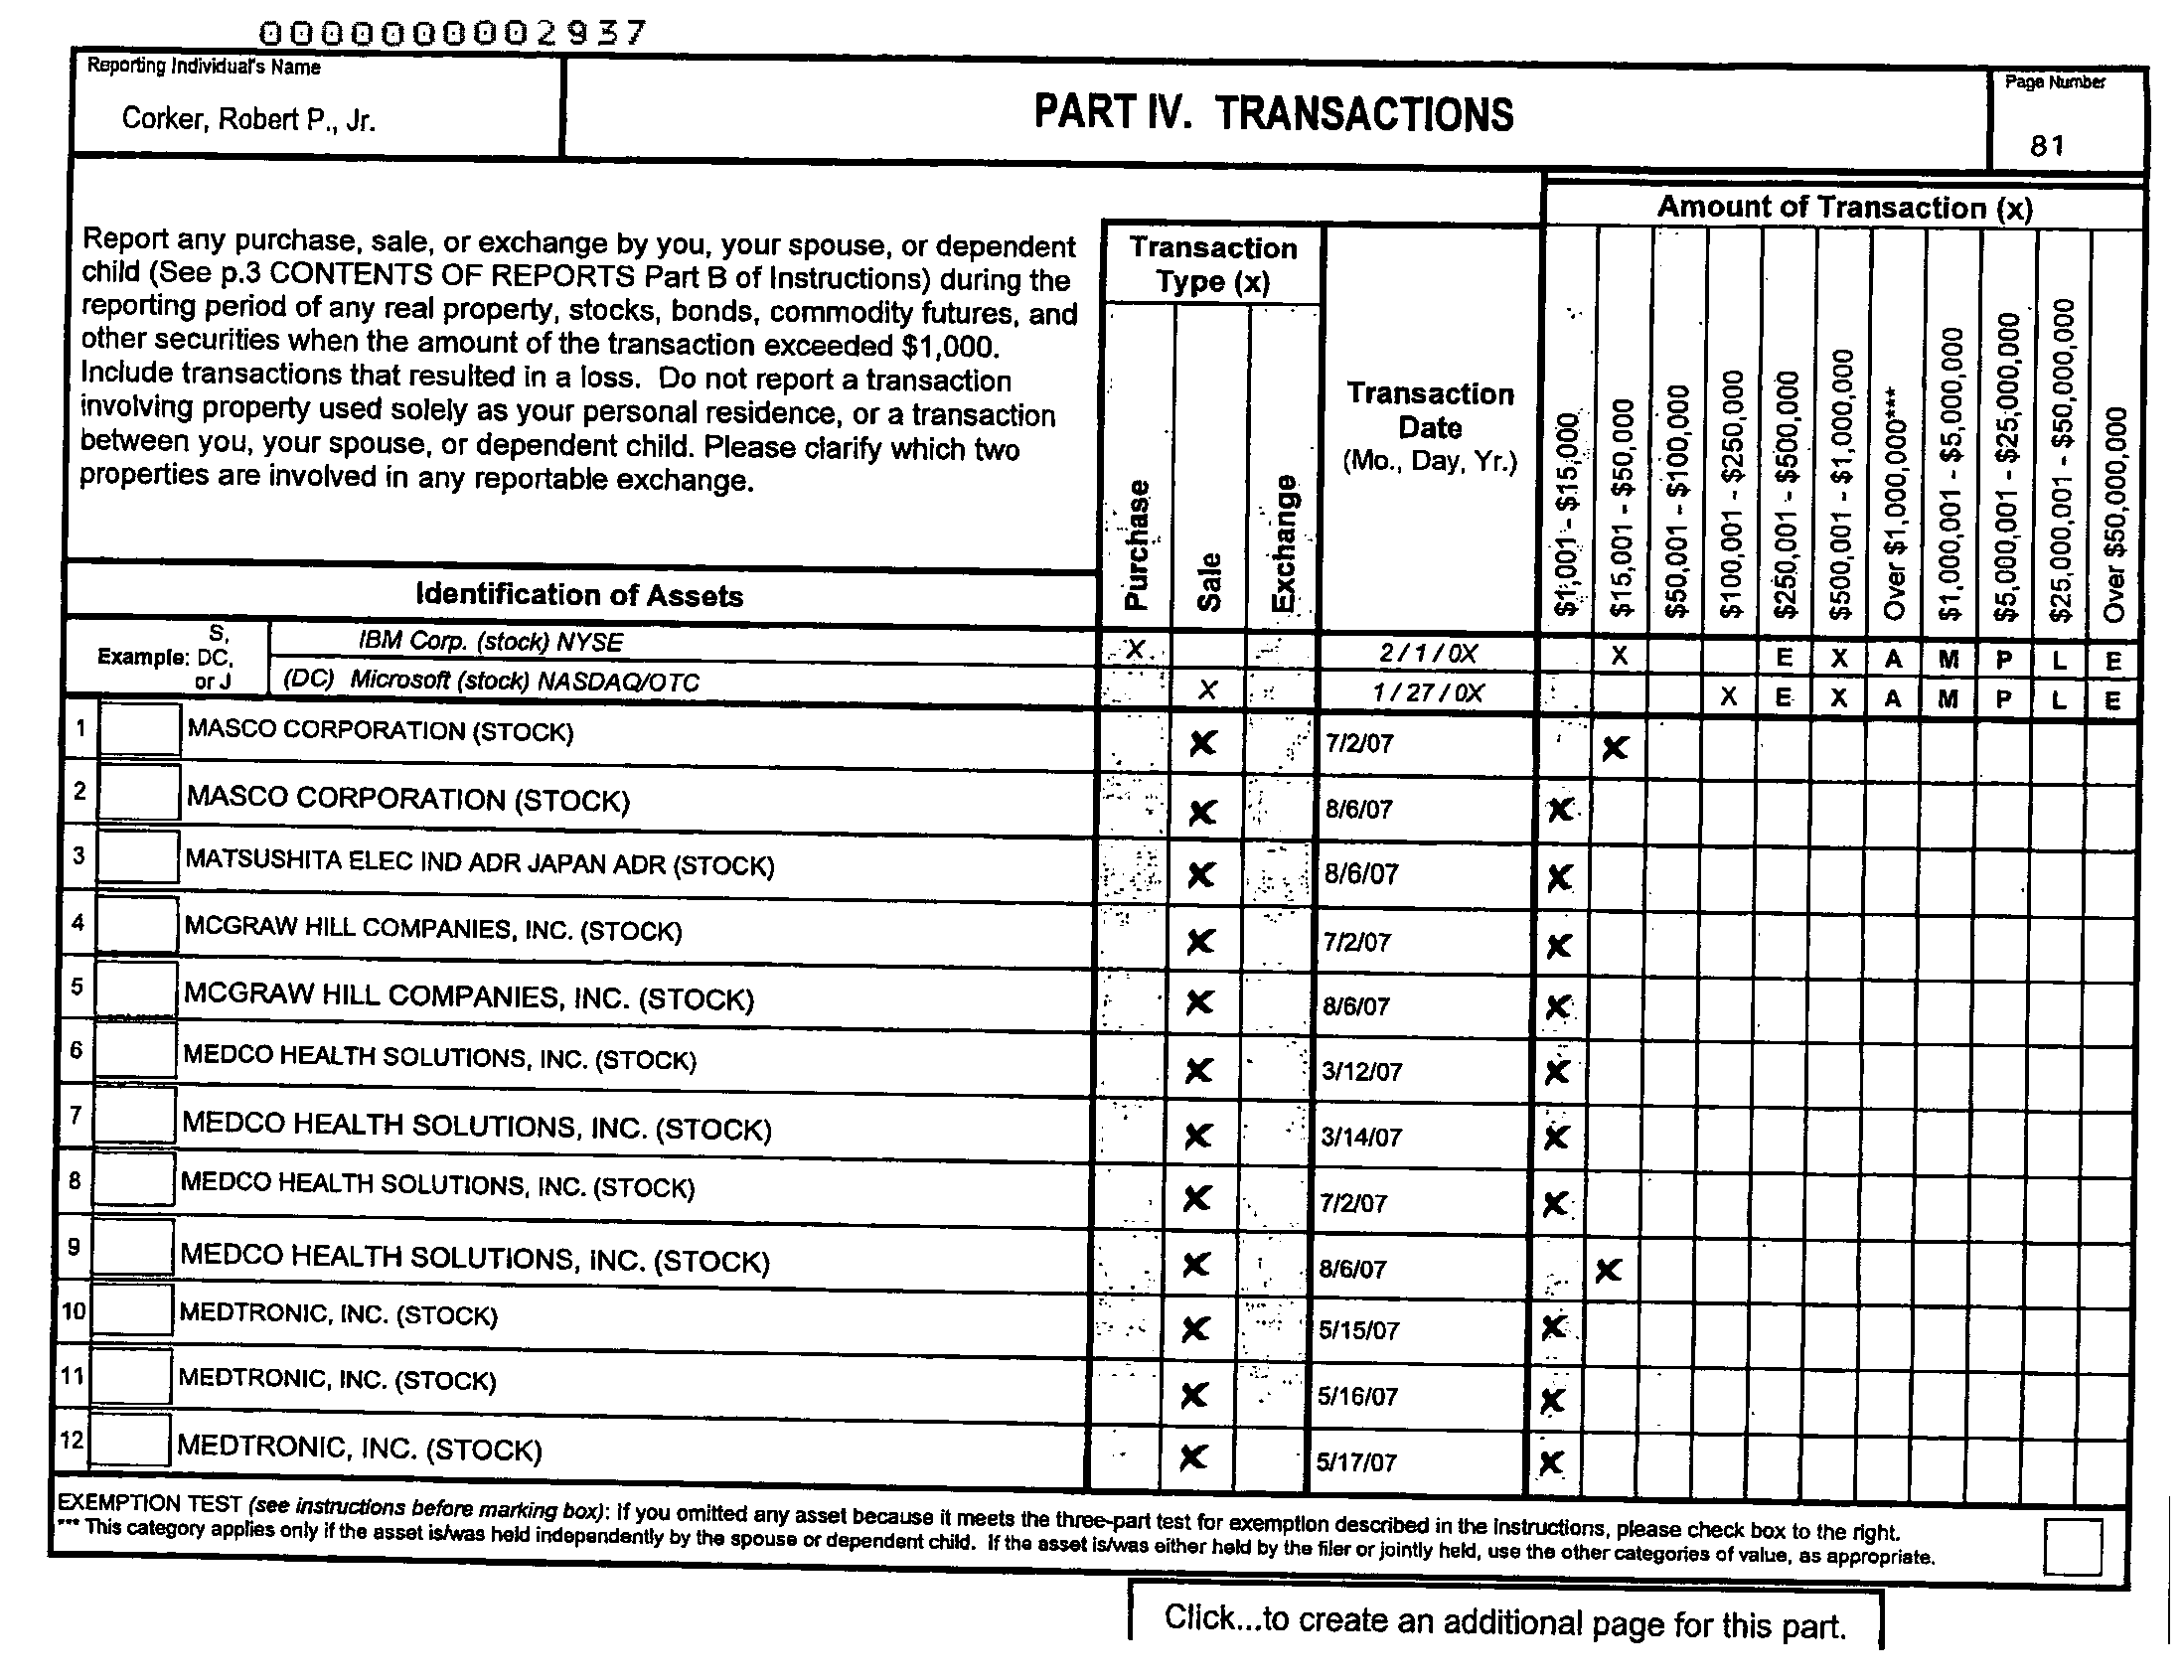 0000000002937
Reporting Individual's Name
Corker, Robert P., Jr.
PART IV. TRANSACTIONS
Page Number
81
Report any purchase, sale, or exchange by you, your spouse, or dependent
child (See p.3 CONTENTS OF REPORTS Part B of Instructions) during the
reporting period of any real property, stocks, bonds, commodity futures, and
other securities when the amount of the transaction exceeded $1,000.
Include transactions that resulted in a loss. Do not report a transaction
involving property used solely as your personal residence, or a transaction
between you, your spouse, or dependent child. Please clarify which two
properties are involved in any reportable exchange.
Identification of Assets
Transaction
Type (x)
Purchase
Sale
Exchange
Transaction
Date
(Mo., Day, Yr.)
Amount of Transaction (x)
$1,001 - $15,000
$15,001 - $50,000
$50,001 - $100,000
$100,001 - $250,000
$250,001 - $500,000
$500,001 - $1,000,000
Over $1,000,000***
$1,000,001 - $5,000,000
$5,000,001 - $25,000,000
$25,000,001 - $50,000,000
Over $50,000,000
Example: S, DC, or J
IBM Corp. (stock) NYSE X 2 / 1 / 0X X E X A M P L E
(DC) Microsoft (stock) NASDAQ/OTC X 1 / 27 / 0X X E X A M P L E
1 MASCO CORPORATION (STOCK) X 7/2/07 X
2 MASCO CORPORATION (STOCK) X 8/6/07 X
3 MATSUSHITA ELEC IND ADR JAPAN ADR (STOCK) X 8/6/07 X
4 MCGRAW HILL COMPANIES, INC. (STOCK) X 7/2/07 X
5 MCGRAW HILL COMPANIES, INC. (STOCK) X 8/6/07 X
6 MEDCO HEALTH SOLUTIONS, INC. (STOCK) X 3/12/07 X
7 MEDCO HEALTH SOLUTIONS, INC. (STOCK) X 3/14/07 X
8 MEDCO HEALTH SOLUTIONS, INC. (STOCK) X 7/2/07 X
9 MEDCO HEALTH SOLUTIONS, INC. (STOCK) X 8/6/07 X
10 MEDTRONIC, INC. (STOCK) X 5/15/07 X
11 MEDTRONIC, INC. (STOCK) X 5/16/07 X
12 MEDTRONIC, INC. (STOCK) X 5/17/07 X
EXEMPTION TEST (see instructions before marking box): If you omitted any asset because it meets the three-part test for exemption described in the instructions, please check box to the right.
*** This category applies only if the asset is/was held independently by the spouse or dependent child. If the asset is/was either held by the filer or jointly held, use the other categories of value, as appropriate.
Click...to create an additional page for this part.